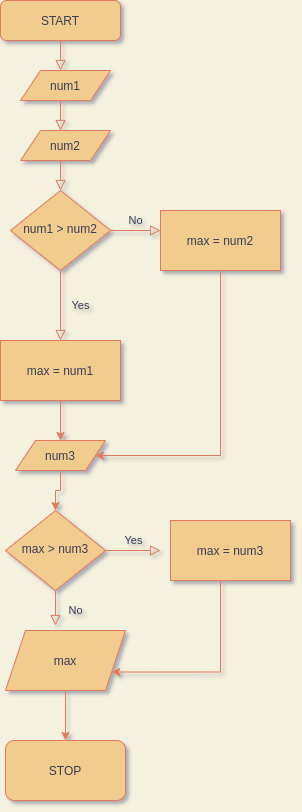 START
num1
num2
num1 > num2
No
max = num2
Yes
max = num1
num3
max > num3
Yes
max = num3
No
max
STOP